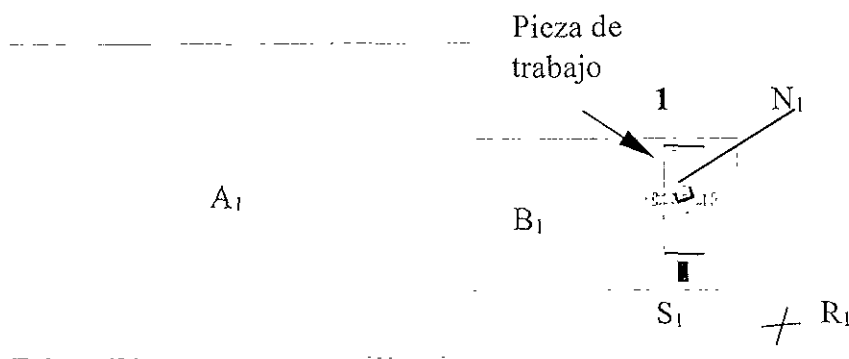 Pieza de
trabajo
1
N₁
A₁
B₁
S₁
R₁